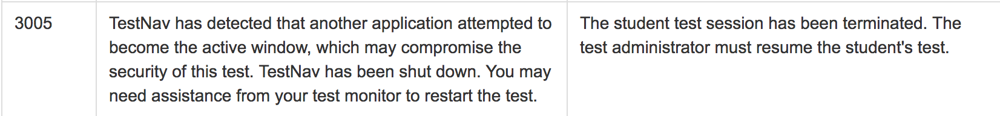 3005
TestNav has detected that another application attempted to
become the active window, which may compromise the
security of this test. TestNav has been shut down. You may
need assistance from your test monitor to restart the test.
The student test session has been terminated. The
test administrator must resume the student's test.